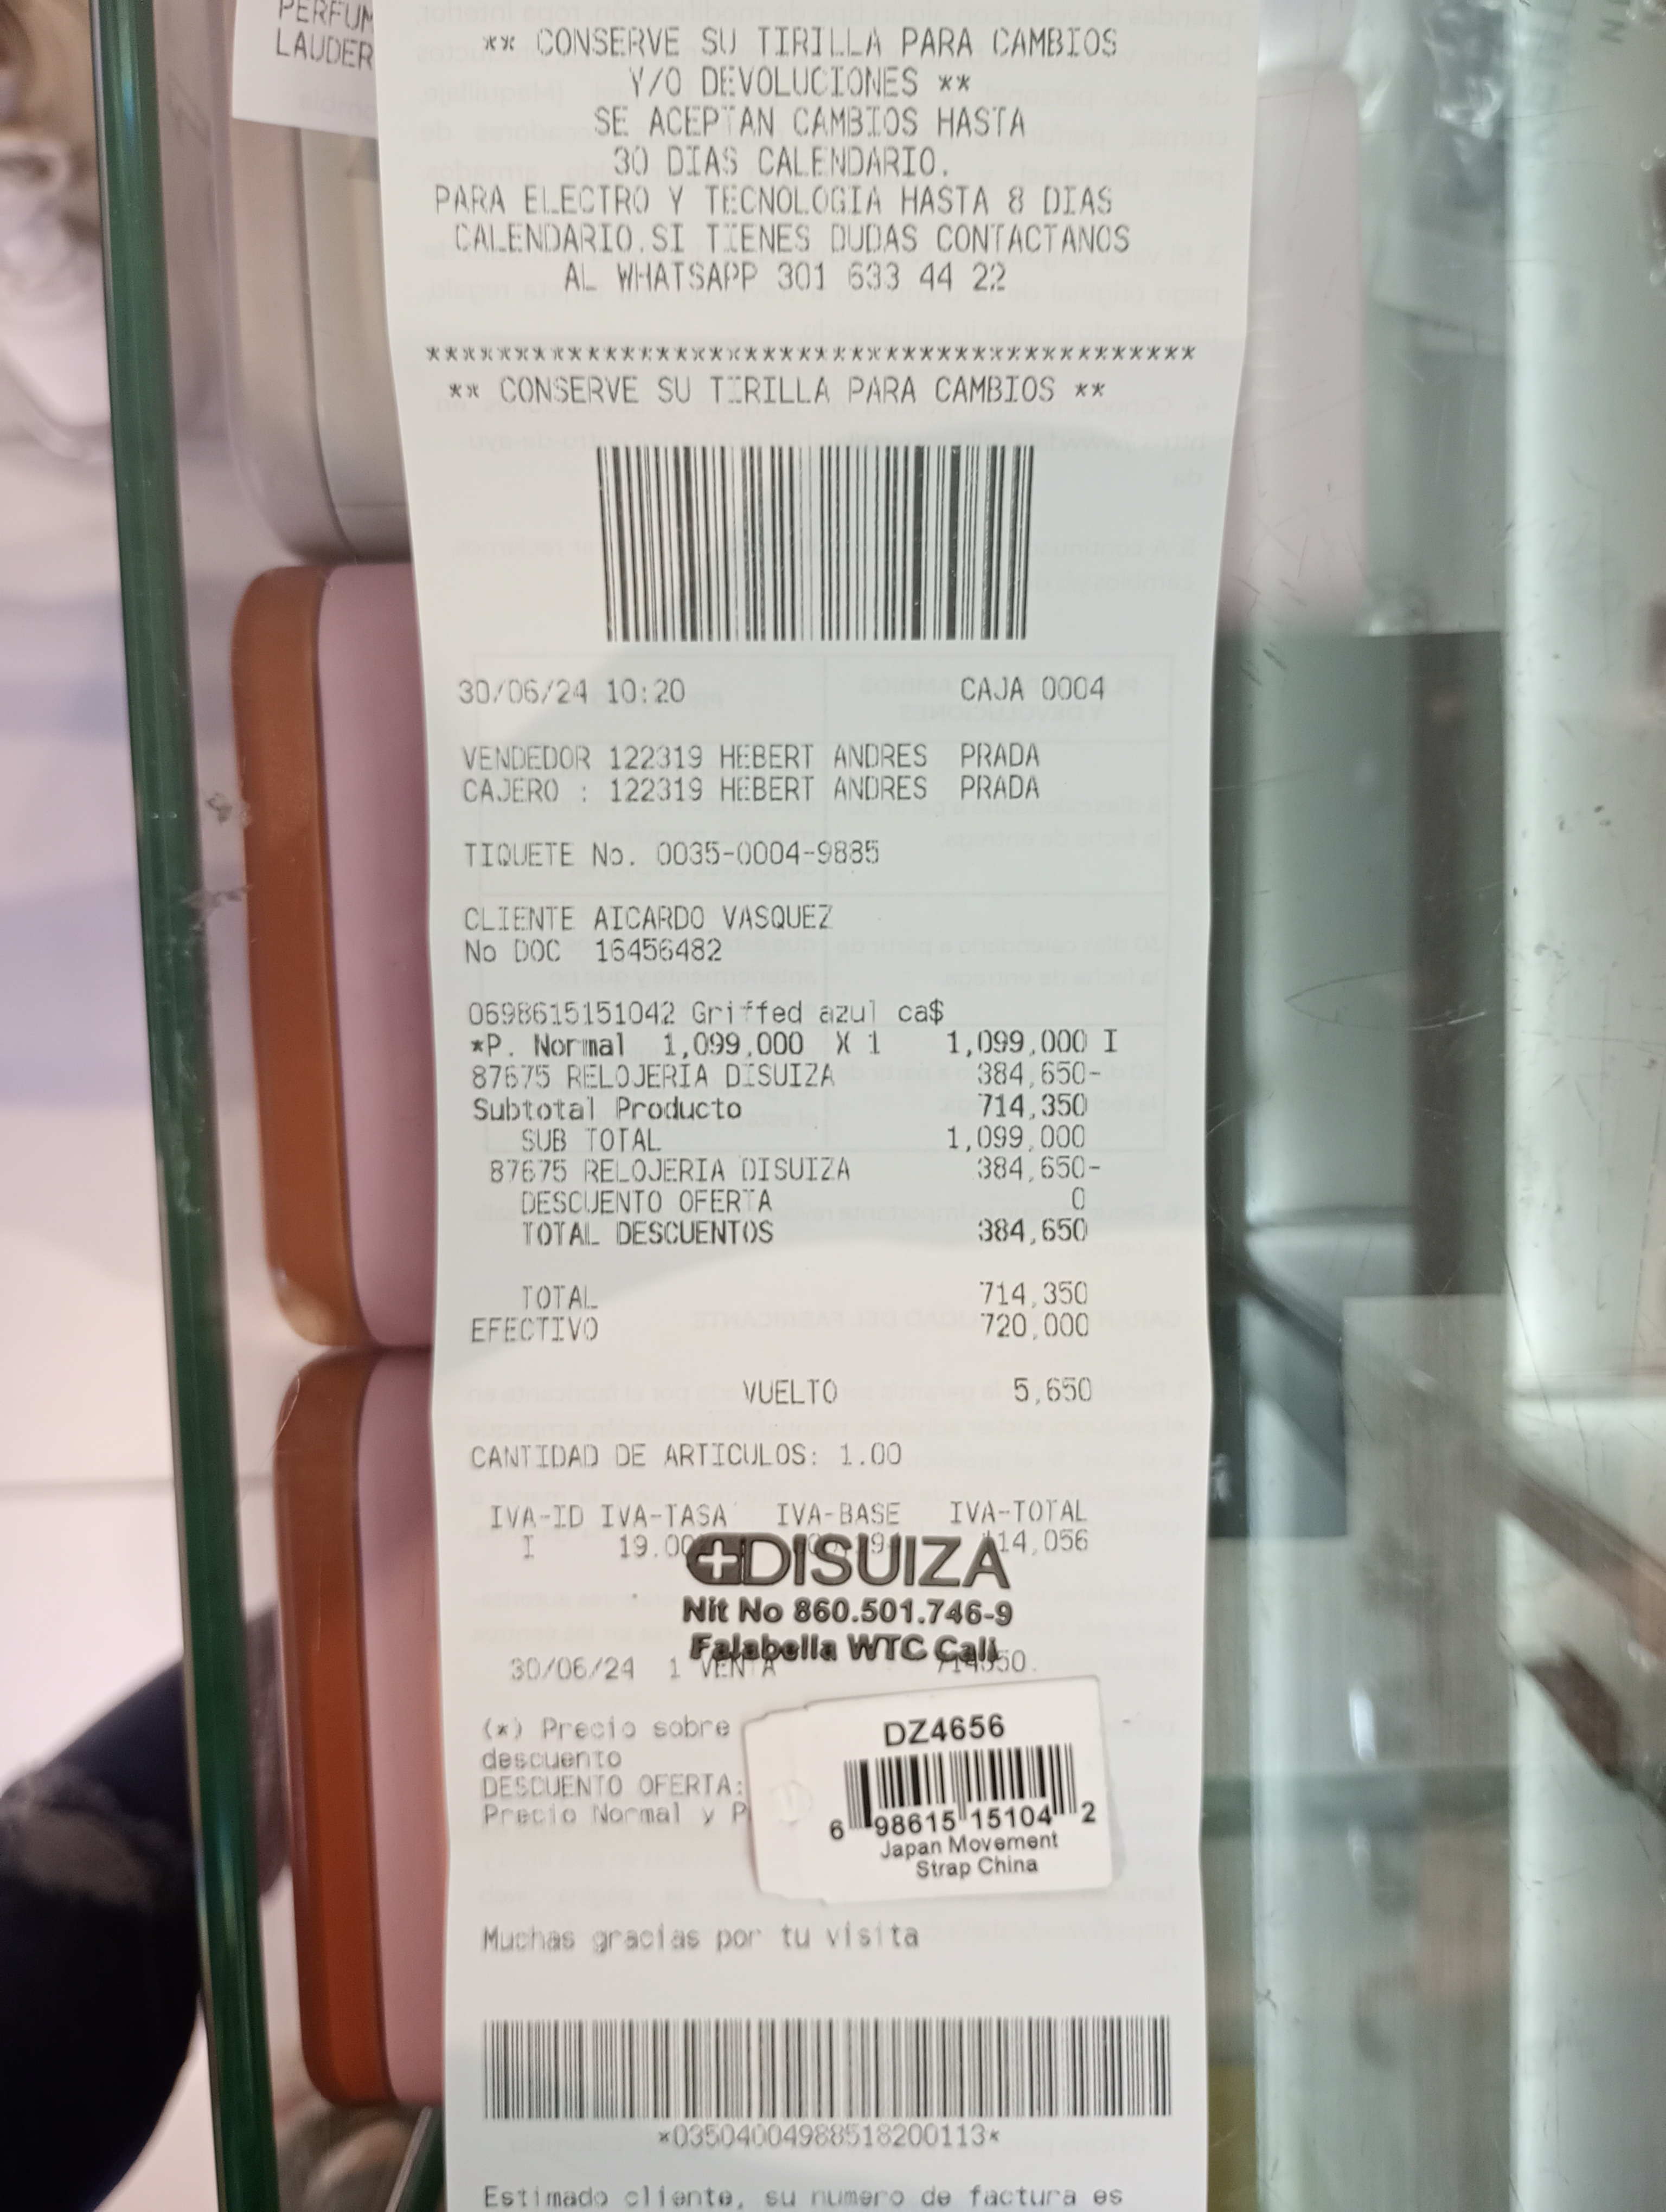 PERFUM
LAUDER
** CONSERVE SU TIRILLA PARA CAMBIOS
Y/O DEVOLUCIONES **
SE ACEPTAN CAMBIOS HASTA
30 DIAS CALENDARIO.
PARA ELECTRO Y TECNOLOGIA HASTA 8 DIAS
CALENDARIO.SI TIENES DUDAS CONTACTANOS
AL WHATSAPP 301 633 44 22
*******************************************
** CONSERVE SU TIRILLA PARA CAMBIOS **
30/06/24 10:20 CAJA 0004
VENDEDOR 122319 HEBERT ANDRES PRADA
CAJERO : 122319 HEBERT ANDRES PRADA
TIQUETE No. 0035-0004-9885
CLIENTE AICARDO VASQUEZ
No DOC 16456482
0698615151042 Griffed azul ca$
*P. Normal 1,099,000 X 1 1,099,000 I
87675 RELOJERIA DISUIZA 384,650-
Subtotal Producto 714,350
SUB TOTAL 1,099,000
87675 RELOJERIA DISUIZA 384,650-
DESCUENTO OFERTA 0
TOTAL DESCUENTOS 384,650
TOTAL 714,350
EFECTIVO 720,000
VUELTO 5,650
CANTIDAD DE ARTICULOS: 1.00
IVA-ID IVA-TASA IVA-BASE IVA-TOTAL
I 19.00 114,056
DISUIZA
Nit No 860.501.746-9
Falabella WTC Cali
30/06/24 1 VENTA 714350.
(*) Precio sobre
descuento
DESCUENTO OFERTA:
Precio Normal y P
DZ4656
6 98615 15104 2
Japan Movement
Strap China
Muchas gracias por tu visita
*03504004988518200113*
Estimado cliente, su numero de factura es